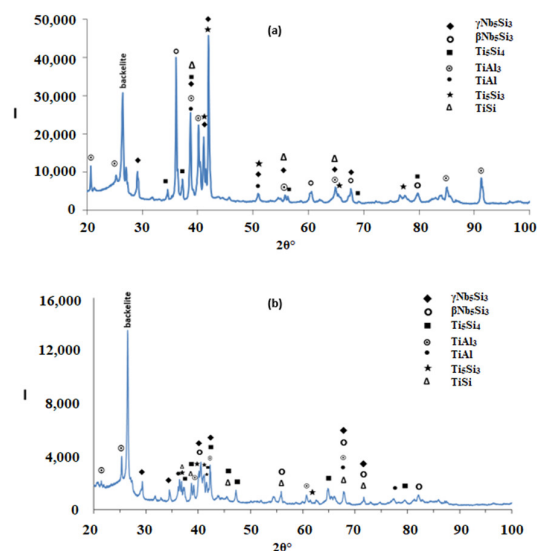 (a)
50,000
40,000
30,000
20,000
10,000
0
I
backelite
γNb₅Si₃
βNb₅Si₃
Ti₅Si₄
TiAl₃
TiAl
Ti₅Si₃
TiSi
20 30 40 50 60 70 80 90 100
2θ°
(b)
16,000
12,000
8,000
4,000
0
I
backelite
γNb₅Si₃
βNb₅Si₃
Ti₅Si₄
TiAl₃
TiAl
Ti₅Si₃
TiSi
20 30 40 50 60 70 80 90 100
2θ°